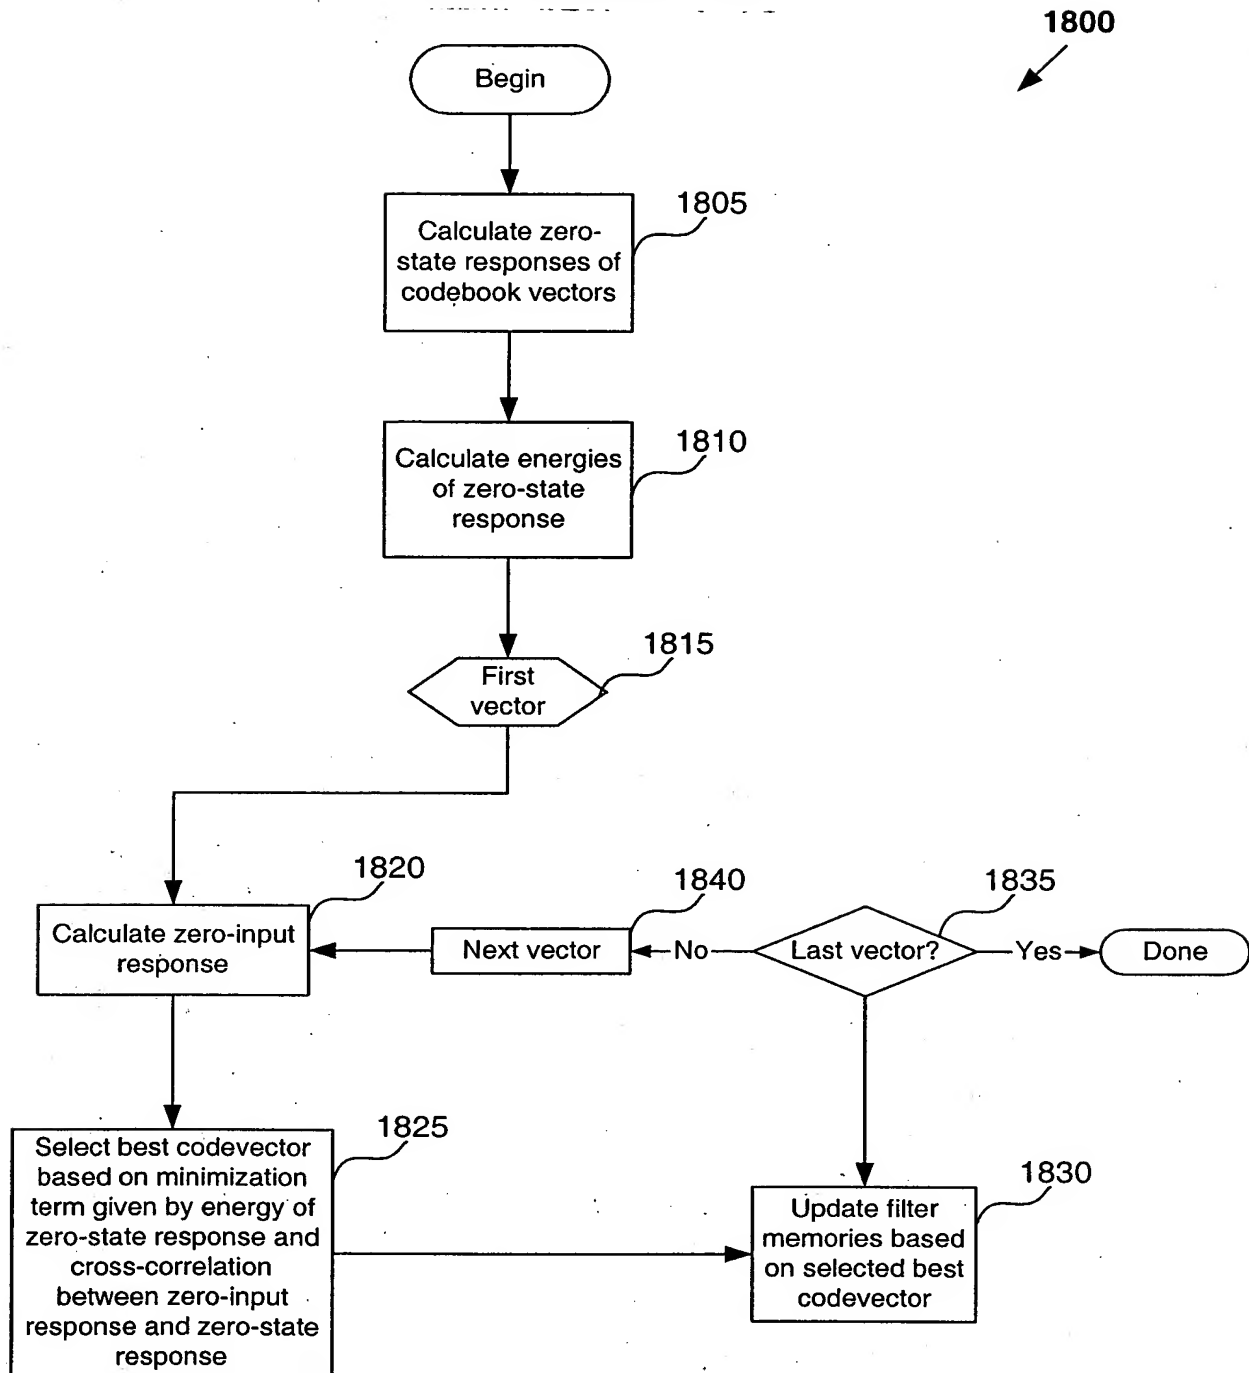 1800
Begin
1805
Calculate zero-
state responses of
codebook vectors
1810
Calculate energies
of zero-state
response
1815
First
vector
1820
Calculate zero-input
response
1840
Next vector
No
1835
Last vector?
Yes
Done
1825
Select best codevector
based on minimization
term given by energy of
zero-state response and
cross-correlation
between zero-input
response and zero-state
response
1830
Update filter
memories based
on selected best
codevector